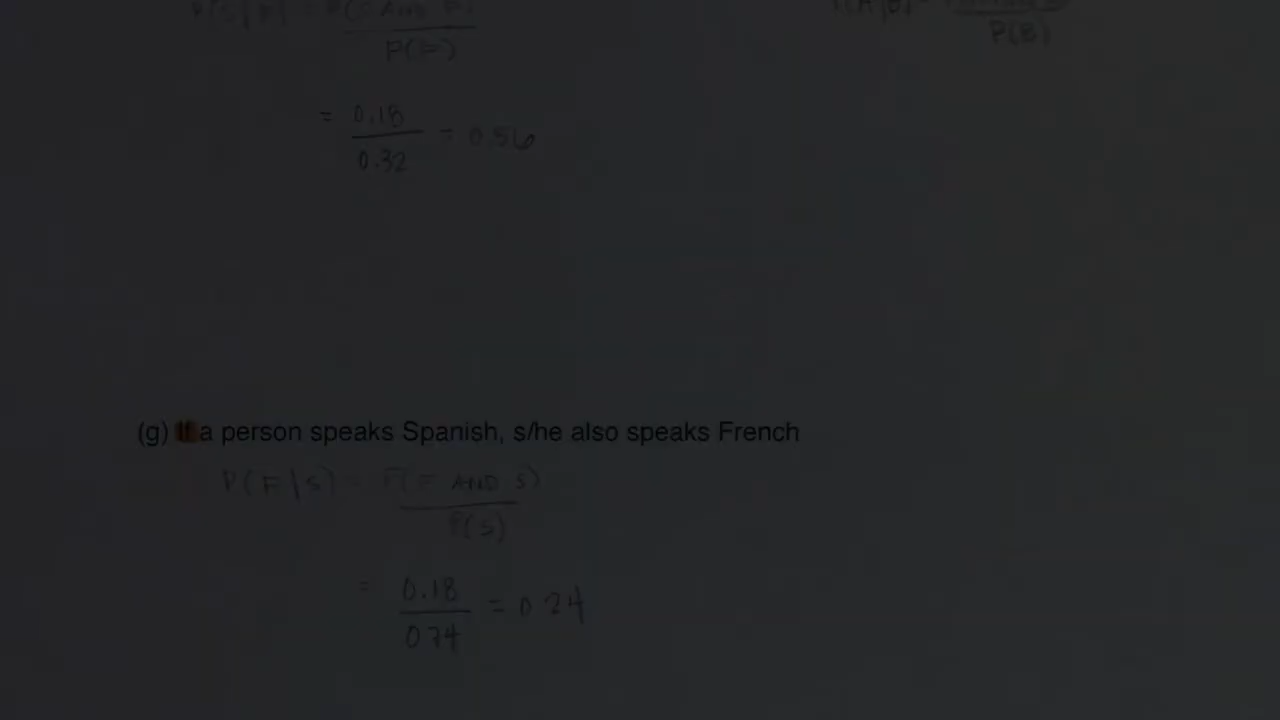 P(S|F) = P(S AND F)
P(F)
P(A|B) =
P(B)
= 0.18
0.32
= 0.56
(g) If a person speaks Spanish, s/he also speaks French
P(F|S) = P(F AND S)
P(S)
= 0.18
0.74
= 0.24